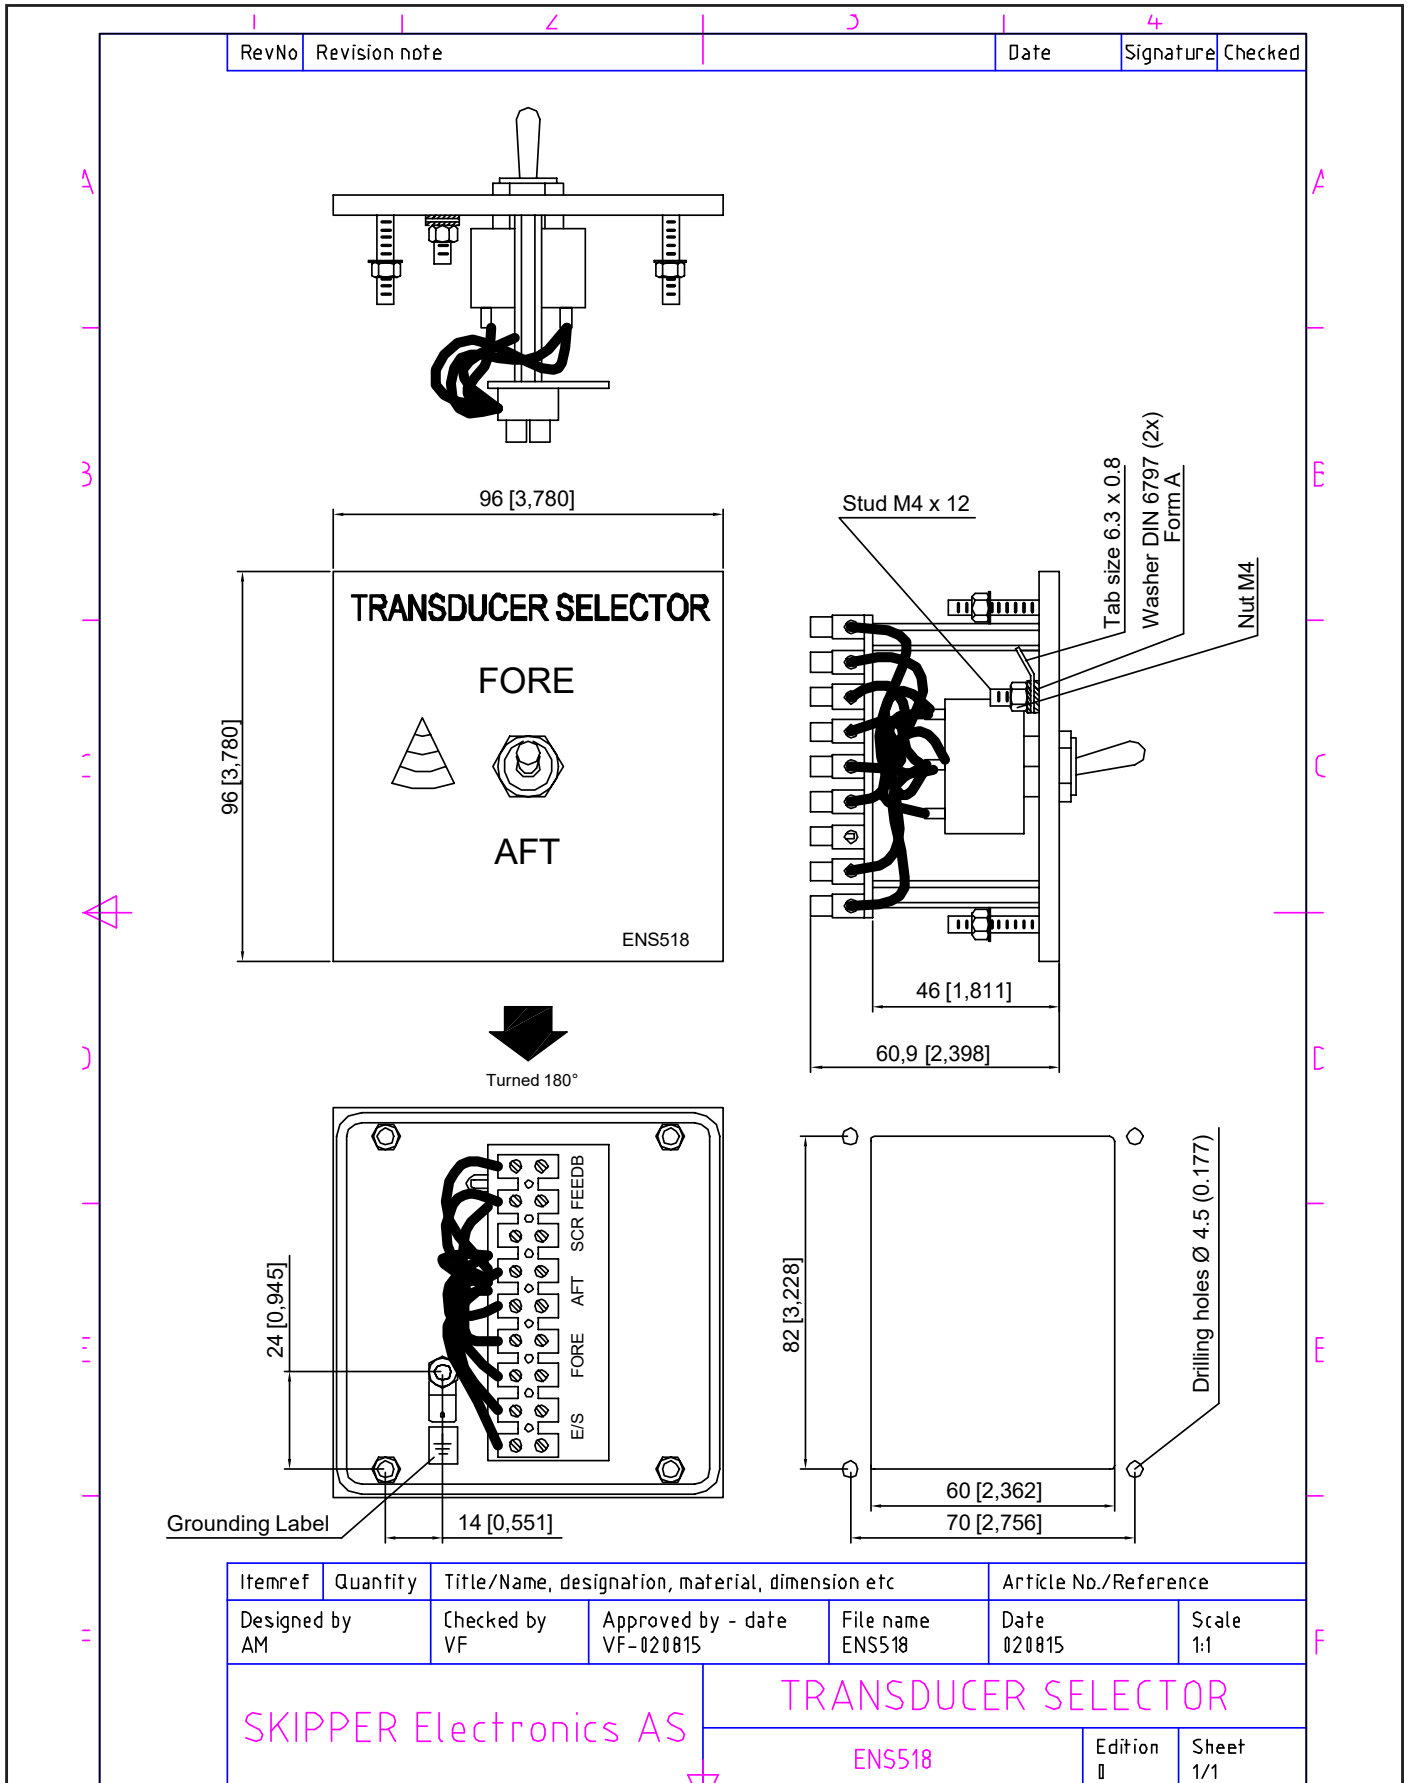 1 2 3 4
RevNo Revision note Date Signature Checked
A A
B B
96 [3,780]
Stud M4 x 12
Tab size 6.3 x 0.8
Washer DIN 6797 (2x)
Form A
Nut M4
TRANSDUCER SELECTOR
FORE
AFT
ENS518
96 [3,780]
C
46 [1,811]
60,9 [2,398]
Turned 180°
D D
SCR FEEDB
AFT
FORE
E/S
24 [0,945]
14 [0,551]
Grounding Label
82 [3,228]
60 [2,362]
70 [2,756]
Drilling holes Ø 4.5 (0.177)
E E
Itemref Quantity Title/Name, designation, material, dimension etc Article No./Reference
Designed by Checked by Approved by - date File name Date Scale
AM VF VF-020815 ENS518 020815 1:1
F F
SKIPPER Electronics AS
TRANSDUCER SELECTOR
ENS518
Edition Sheet
0 1/1